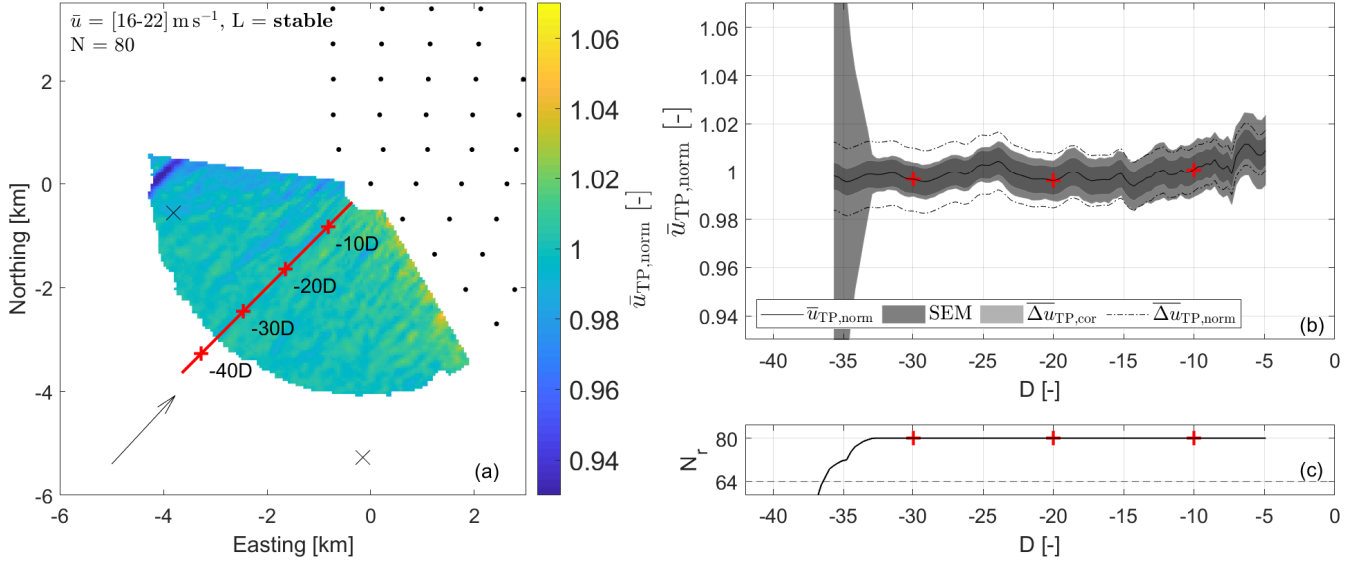 ū = [16-22] m s⁻¹, L = stable
N = 80
2
0
-2
-4
-6
Northing [km]
-6
-4
-2
0
2
Easting [km]
-10D
-20D
-30D
-40D
(a)
1.06
1.04
1.02
1
0.98
0.96
0.94
ū_TP,norm [-]
1.06
1.04
1.02
1
0.98
0.96
0.94
ū_TP,norm [-]
ū_TP,norm SEM Δ̅u̅_TP,cor Δ̅u̅_TP,norm
(b)
-40 -35 -30 -25 -20 -15 -10 -5 0
D [-]
80
64
N_r
(c)
-40 -35 -30 -25 -20 -15 -10 -5 0
D [-]